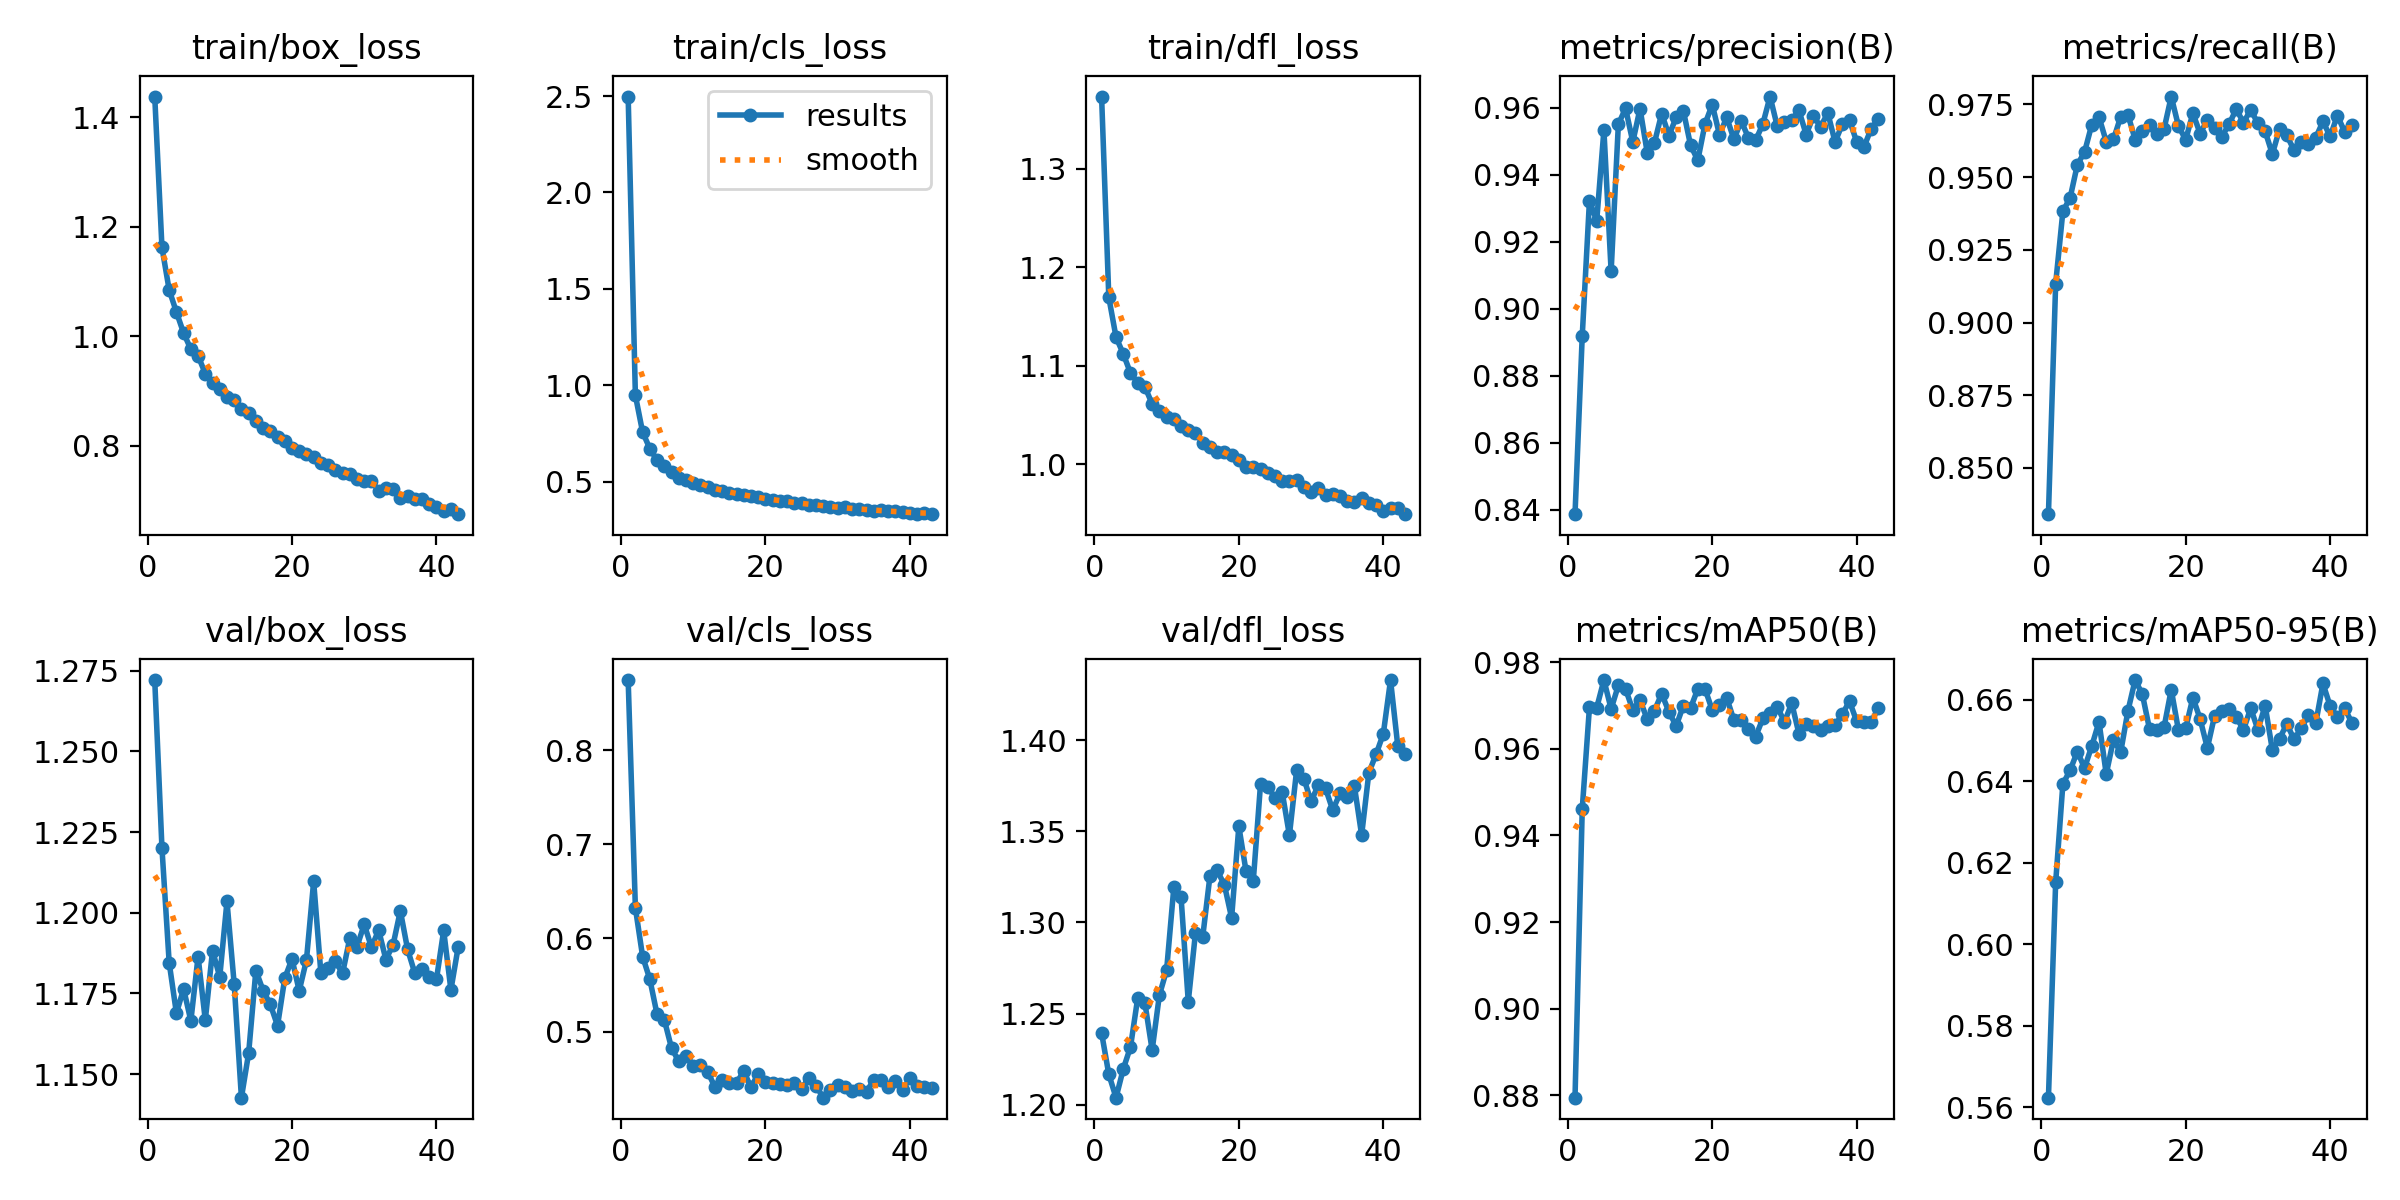 train/box_loss
1.4
1.2
1.0
0.8
0 20 40
train/cls_loss
results
smooth
2.5
2.0
1.5
1.0
0.5
0 20 40
train/dfl_loss
1.3
1.2
1.1
1.0
0 20 40
metrics/precision(B)
0.96
0.94
0.92
0.90
0.88
0.86
0.84
0 20 40
metrics/recall(B)
0.975
0.950
0.925
0.900
0.875
0.850
0 20 40
val/box_loss
1.275
1.250
1.225
1.200
1.175
1.150
0 20 40
val/cls_loss
0.8
0.7
0.6
0.5
0 20 40
val/dfl_loss
1.40
1.35
1.30
1.25
1.20
0 20 40
metrics/mAP50(B)
0.98
0.96
0.94
0.92
0.90
0.88
0 20 40
metrics/mAP50-95(B)
0.66
0.64
0.62
0.60
0.58
0.56
0 20 40